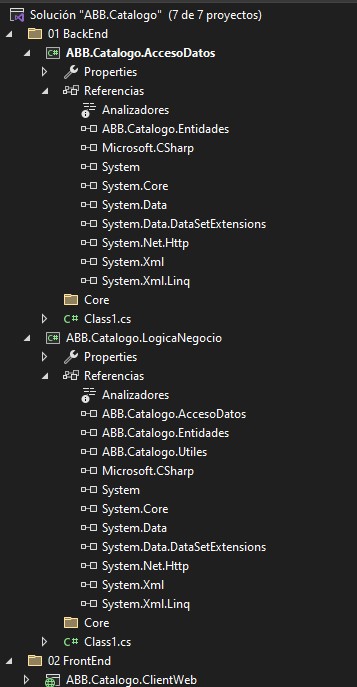 Solución "ABB.Catalogo" (7 de 7 proyectos)
01 BackEnd
C# ABB.Catalogo.AccesoDatos
Properties
Referencias
Analizadores
ABB.Catalogo.Entidades
Microsoft.CSharp
System
System.Core
System.Data
System.Data.DataSetExtensions
System.Net.Http
System.Xml
System.Xml.Linq
Core
C# Class1.cs
C# ABB.Catalogo.LogicaNegocio
Properties
Referencias
Analizadores
ABB.Catalogo.AccesoDatos
ABB.Catalogo.Entidades
ABB.Catalogo.Utiles
Microsoft.CSharp
System
System.Core
System.Data
System.Data.DataSetExtensions
System.Net.Http
System.Xml
System.Xml.Linq
Core
C# Class1.cs
02 FrontEnd
ABB.Catalogo.ClientWeb